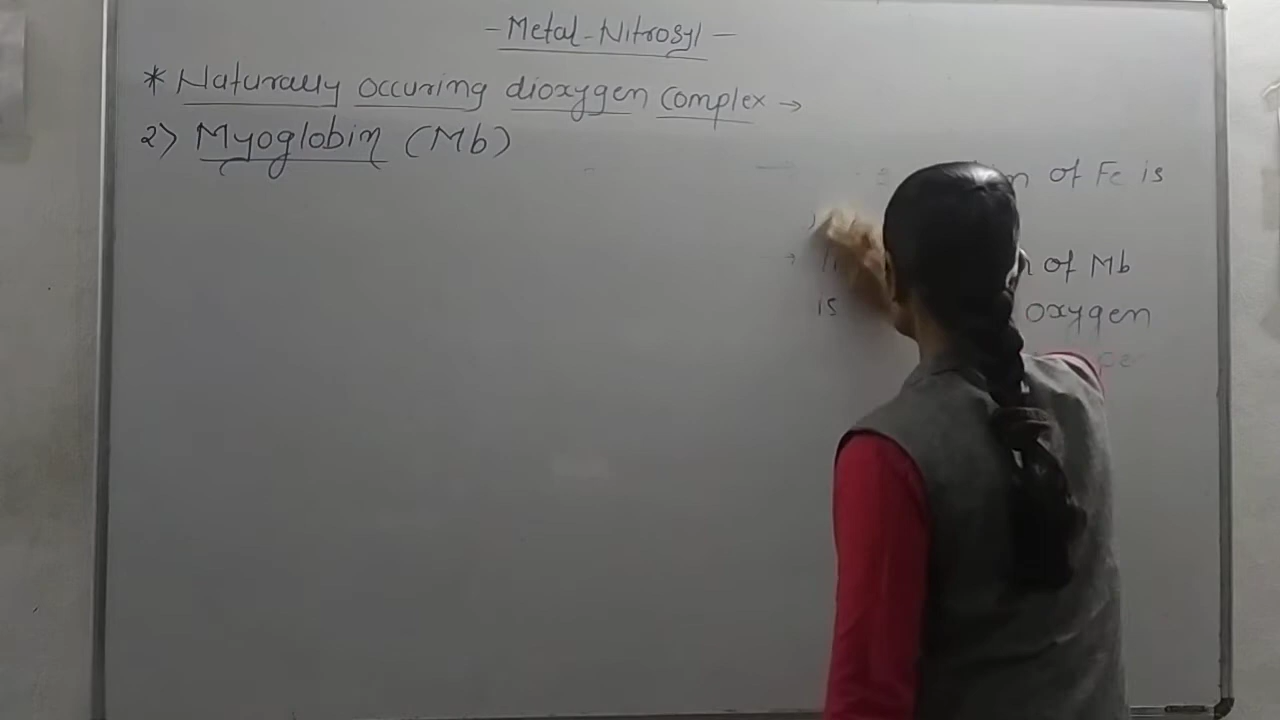 - Metal-Nitrosyl -
* Naturally occuring dioxygen complex →
2) Myoglobin (Mb)
of Fe is
→ of Mb
is oxygen